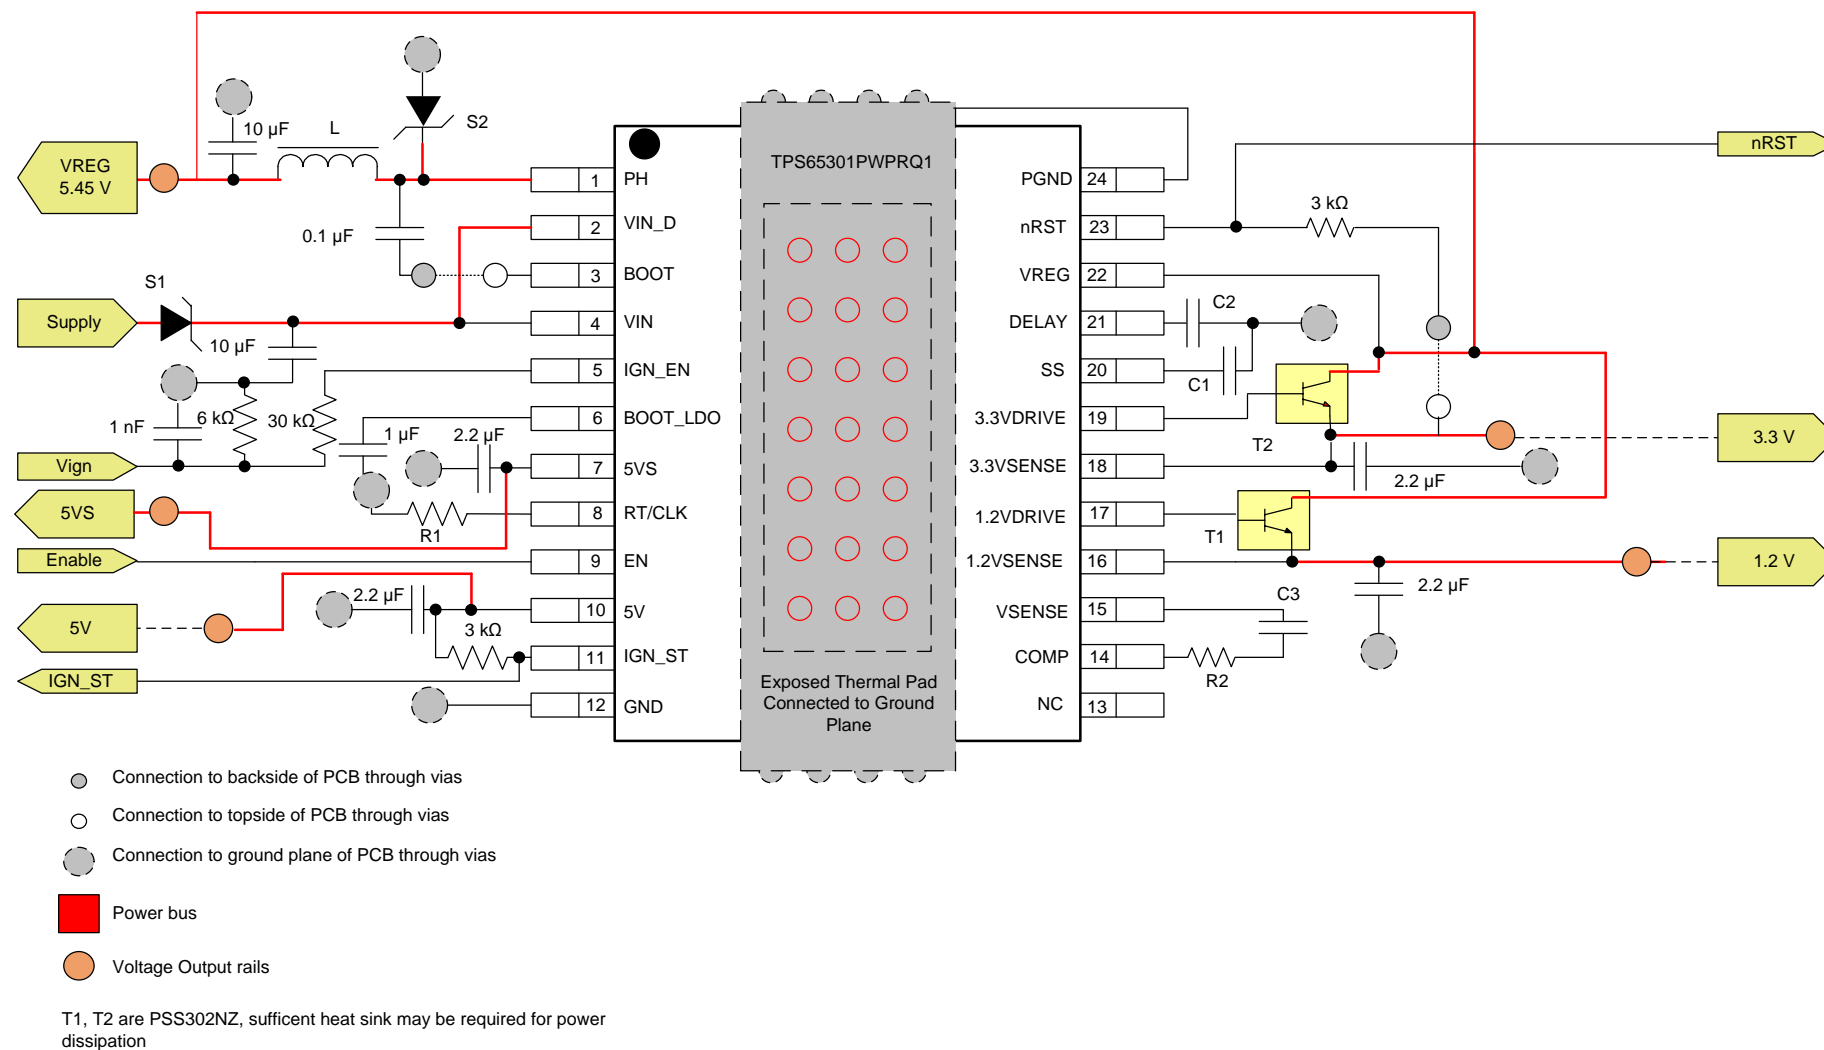 10 µF
L
S2
VREG
5.45 V
TPS65301PWPRQ1
nRST
1
PH
PGND
24
2
VIN_D
nRST
23
3 kΩ
0.1 µF
3
BOOT
VREG
22
S1
Supply
4
VIN
DELAY
21
C2
10 µF
5
IGN_EN
SS
20
C1
1 nF
6 kΩ
30 kΩ
1 µF
2.2 µF
6
BOOT_LDO
3.3VDRIVE
19
T2
3.3 V
Vign
7
5VS
3.3VSENSE
18
2.2 µF
5VS
R1
8
RT/CLK
1.2VDRIVE
17
T1
Enable
9
EN
1.2VSENSE
16
1.2 V
2.2 µF
2.2 µF
5V
3 kΩ
10
5V
VSENSE
15
C3
IGN_ST
11
IGN_ST
COMP
14
R2
12
GND
NC
13
Exposed Thermal Pad
Connected to Ground
Plane
Connection to backside of PCB through vias
Connection to topside of PCB through vias
Connection to ground plane of PCB through vias
Power bus
Voltage Output rails
T1, T2 are PSS302NZ, sufficent heat sink may be required for power
dissipation